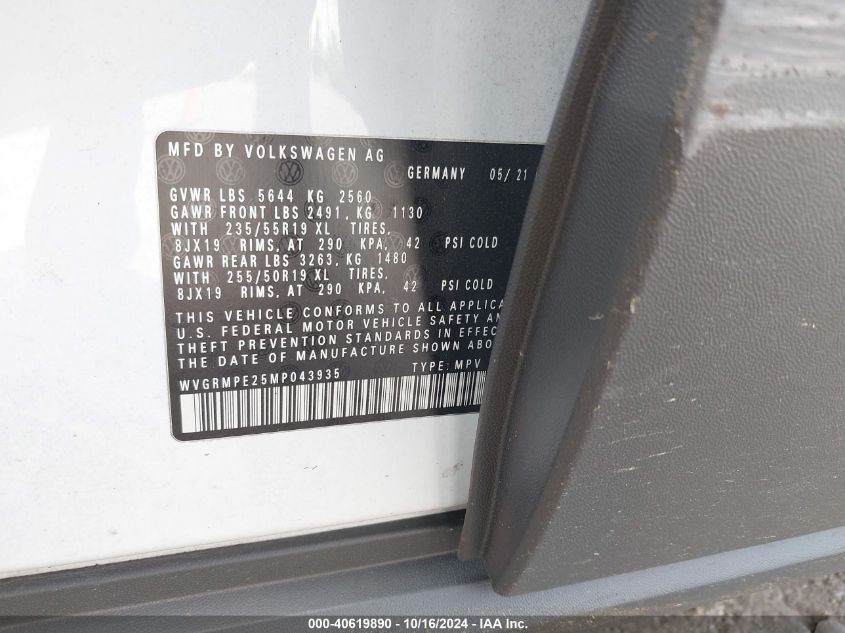 MFD BY VOLKSWAGEN AG
GERMANY 05/ 21
GVWR LBS 5644 KG 2560
GAWR FRONT LBS 2491, KG 1130
WITH 235/55R19 XL TIRES,
8JX19 RIMS, AT 290 KPA, 42 PSI COLD
GAWR REAR LBS 3263, KG 1480
WITH 255/50R19 XL TIRES,
8JX19 RIMS, AT 290 KPA, 42 PSI COLD
THIS VEHICLE CONFORMS TO ALL APPLICA
U.S. FEDERAL MOTOR VEHICLE SAFETY AN
THEFT PREVENTION STANDARDS IN EFFEC
THE DATE OF MANUFACTURE SHOWN ABO
WVGRMPE25MP043935 TYPE: MPV
000-40619890 - 10/16/2024 - IAA Inc.